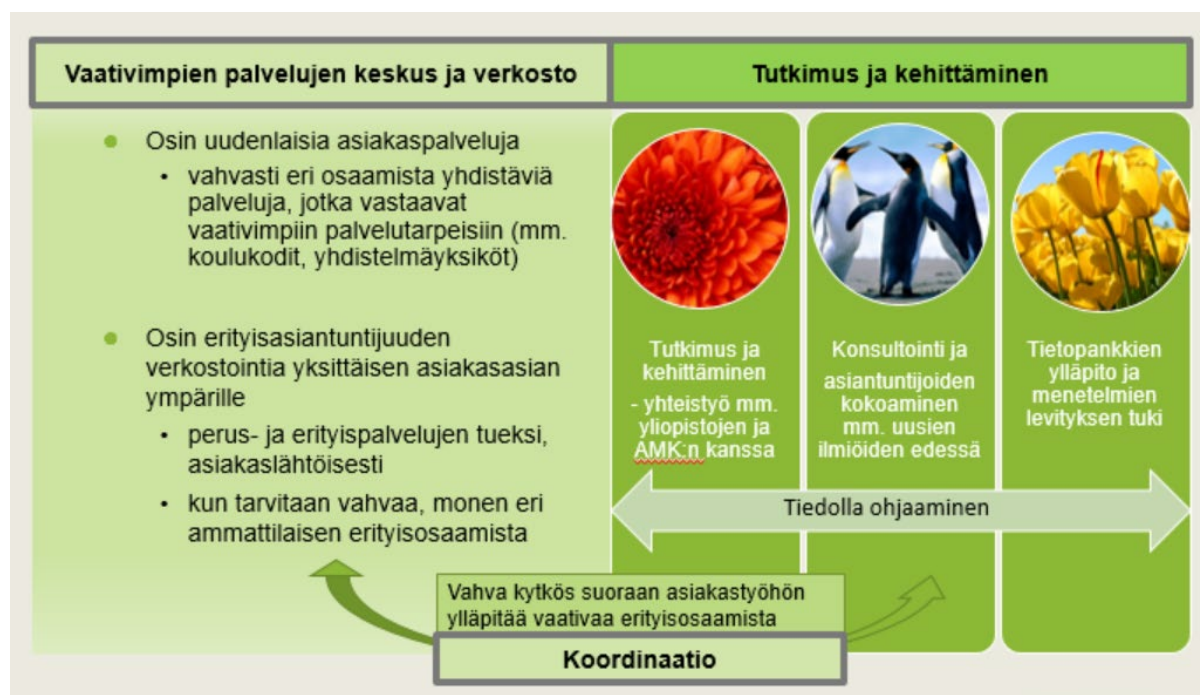 Vaativimpien palvelujen keskus ja verkosto
Tutkimus ja kehittäminen
Osin uudenlaisia asiakaspalveluja
vahvasti eri osaamista yhdistäviä
palveluja, jotka vastaavat
vaativimpiin palvelutarpeisiin (mm.
koulukodit, yhdistelmäyksiköt)
Osin erityisasiantuntijuuden
verkostointia yksittäisen asiakasasian
ympärille
perus- ja erityispalvelujen tueksi,
asiakaslähtöisesti
kun tarvitaan vahvaa, monen eri
ammattilaisen erityisosaamista
Tutkimus ja
kehittäminen
- yhteistyö mm.
yliopistojen ja
AMK:n kanssa
Konsultointi ja
asiantuntijoiden
kokoaminen
mm. uusien
ilmiöiden edessä
Tietopankkien
ylläpito ja
menetelmien
levityksen tuki
Tiedolla ohjaaminen
Vahva kytkös suoraan asiakastyöhön
ylläpitää vaativaa erityisosaamista
Koordinaatio